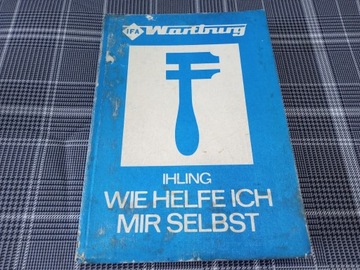 IFA Wartburg
IHLING
WIE HELFE ICH
MIR SELBST